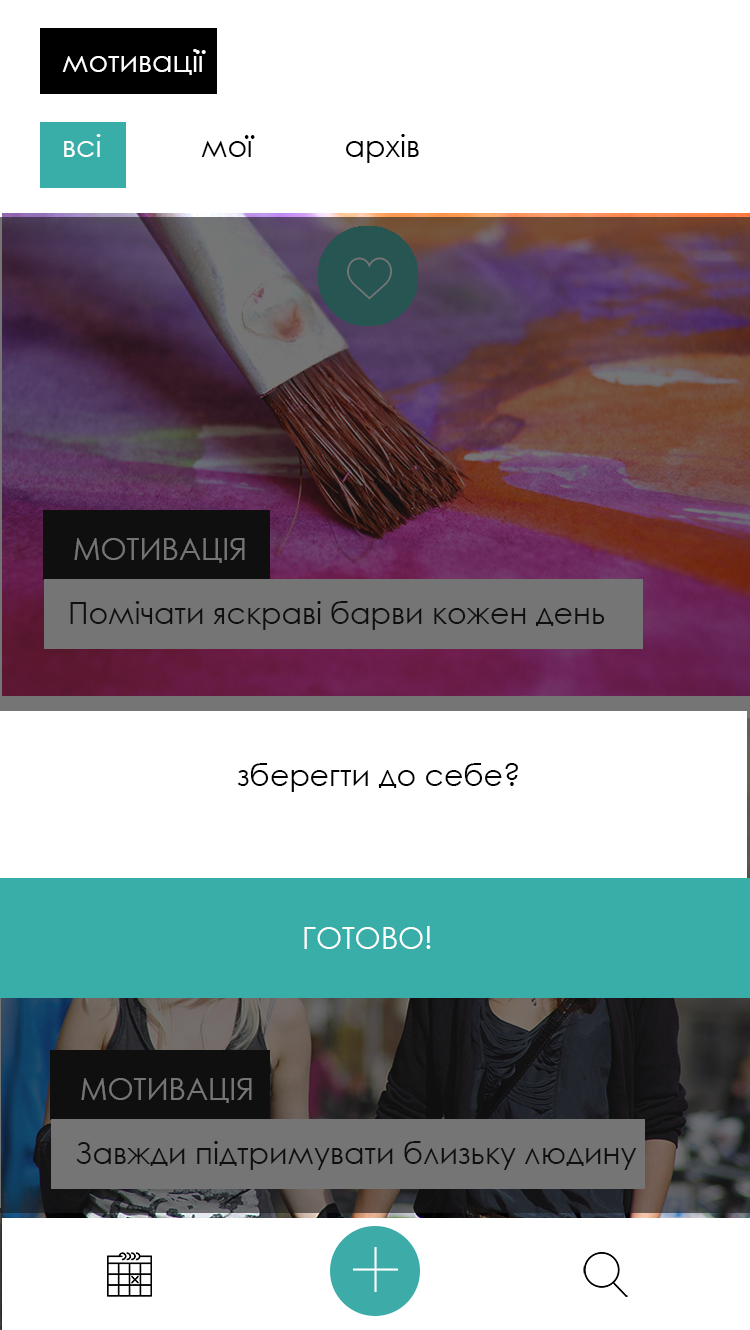 мотивації
всі мої архів
МОТИВАЦІЯ
Помічати яскраві барви кожен день
зберегти до себе?
ГОТОВО!
МОТИВАЦІЯ
Завжди підтримувати близьку людину